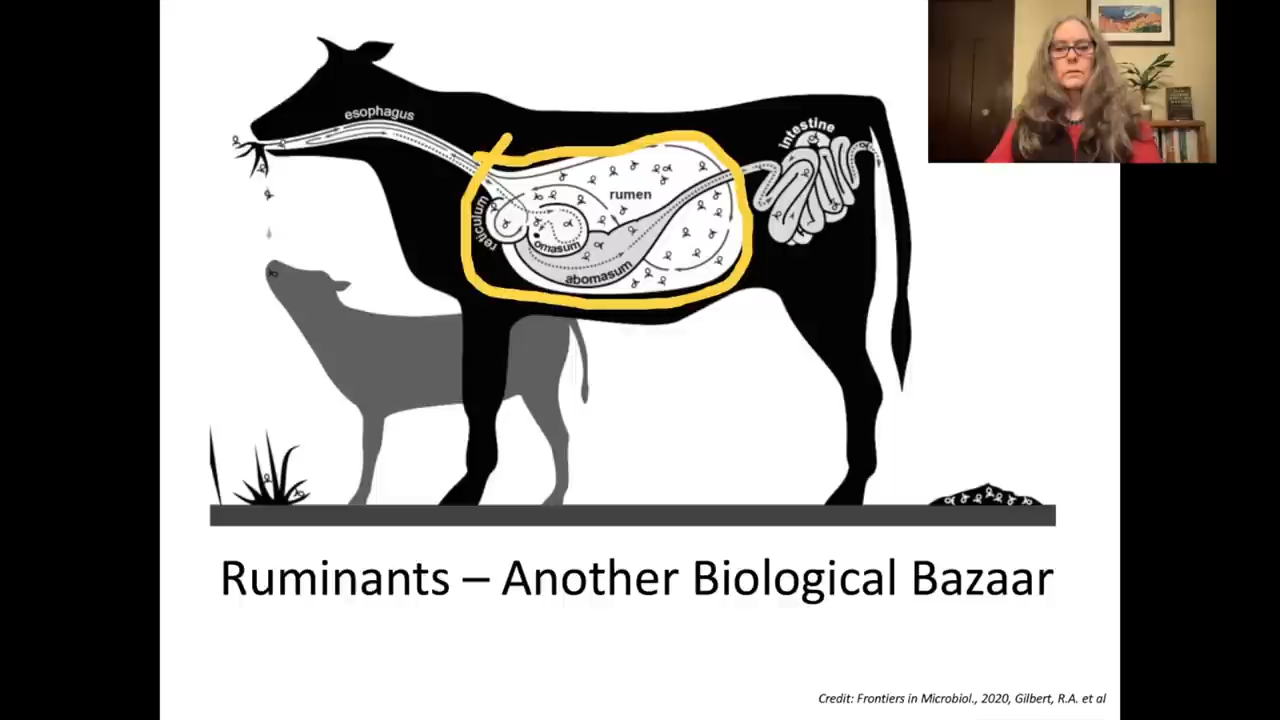 esophagus
intestine
rumen
reticulum
omasum
abomasum
Ruminants – Another Biological Bazaar
Credit: Frontiers in Microbiol., 2020, Gilbert, R.A. et al